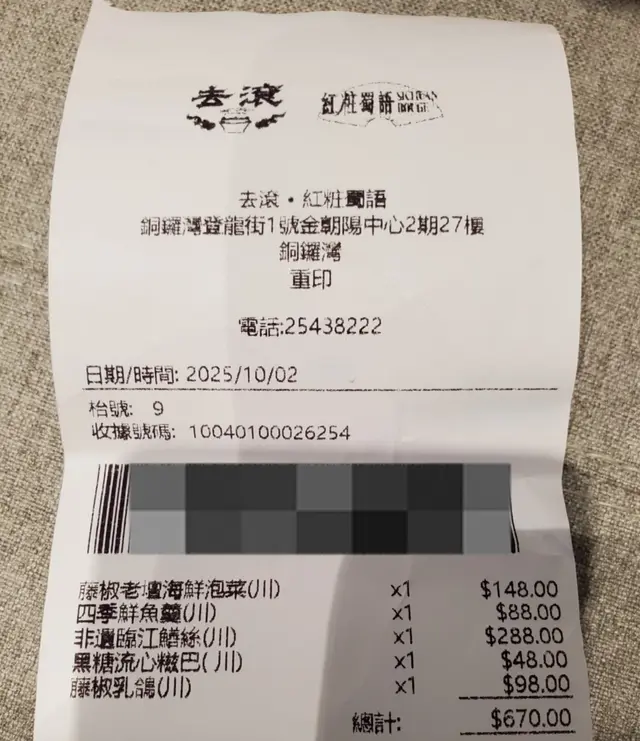 去滾
紅粧蜀語 SICHUAN ROUGE
去滾·紅粧蜀語
銅鑼灣登龍街1號金朝陽中心2期27樓
銅鑼灣
重印
電話:25438222
日期/時間: 2025/10/02
枱號: 9
收據號碼: 10040100026254
藤椒老壇海鮮泡菜(川) x1 $148.00
四季鮮魚羹(川) x1 $88.00
非遺臨江鱔絲(川) x1 $288.00
黑糖流心糍巴(川) x1 $48.00
藤椒乳鴿(川) x1 $98.00
總計: $670.00